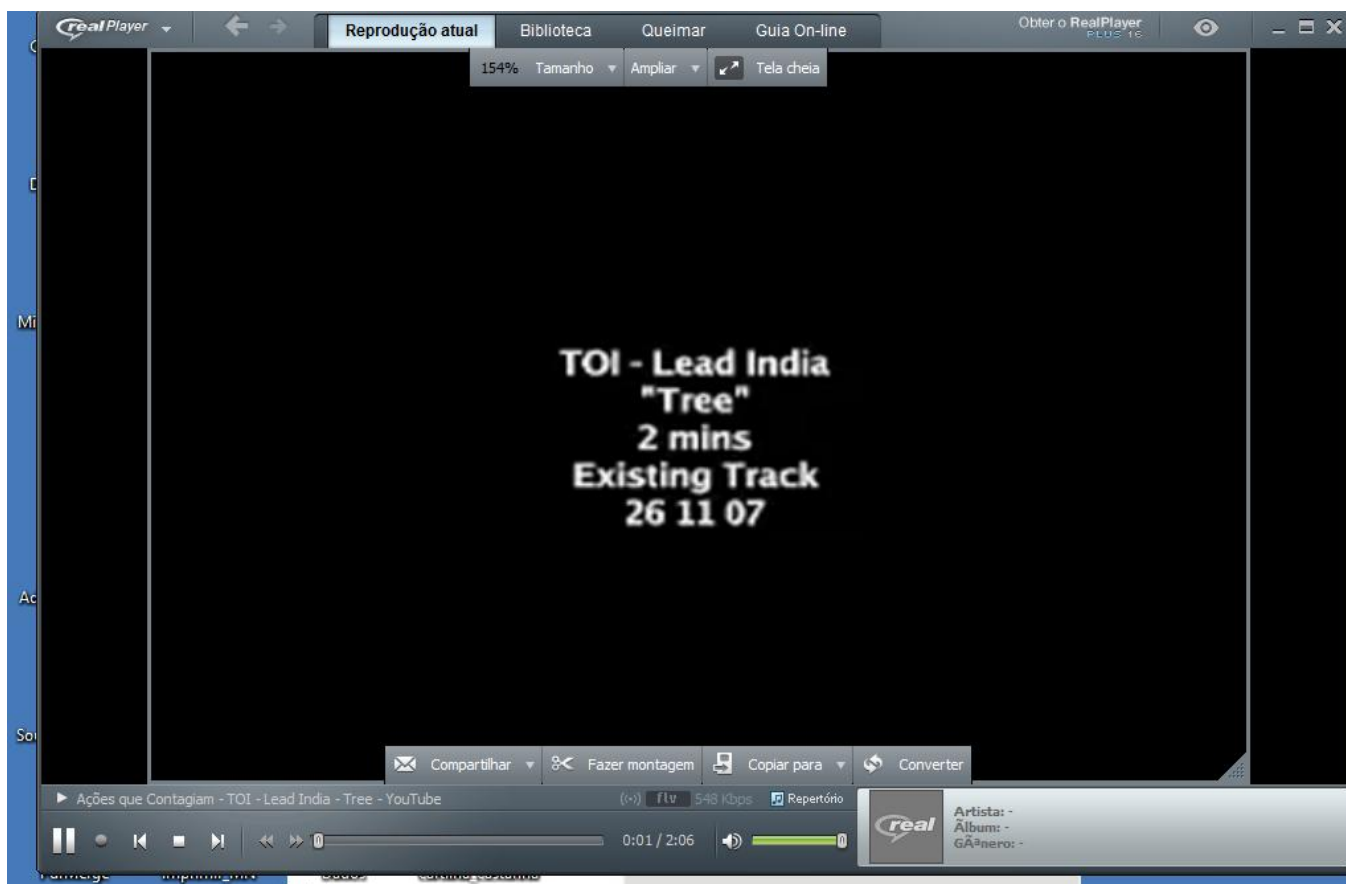 real Player
Reprodução atual
Biblioteca
Queimar
Guia On-line
Obter o RealPlayer
PLUS 16
154% Tamanho
Ampliar
Tela cheia
TOI - Lead India
"Tree"
2 mins
Existing Track
26 11 07
Compartilhar
Fazer montagem
Copiar para
Converter
Ações que Contagiam - TOI - Lead India - Tree - YouTube
flv 548 Kbps
Repertório
0:01 / 2:06
real
Artista: -
Ãlbum: -
GÃªnero: -